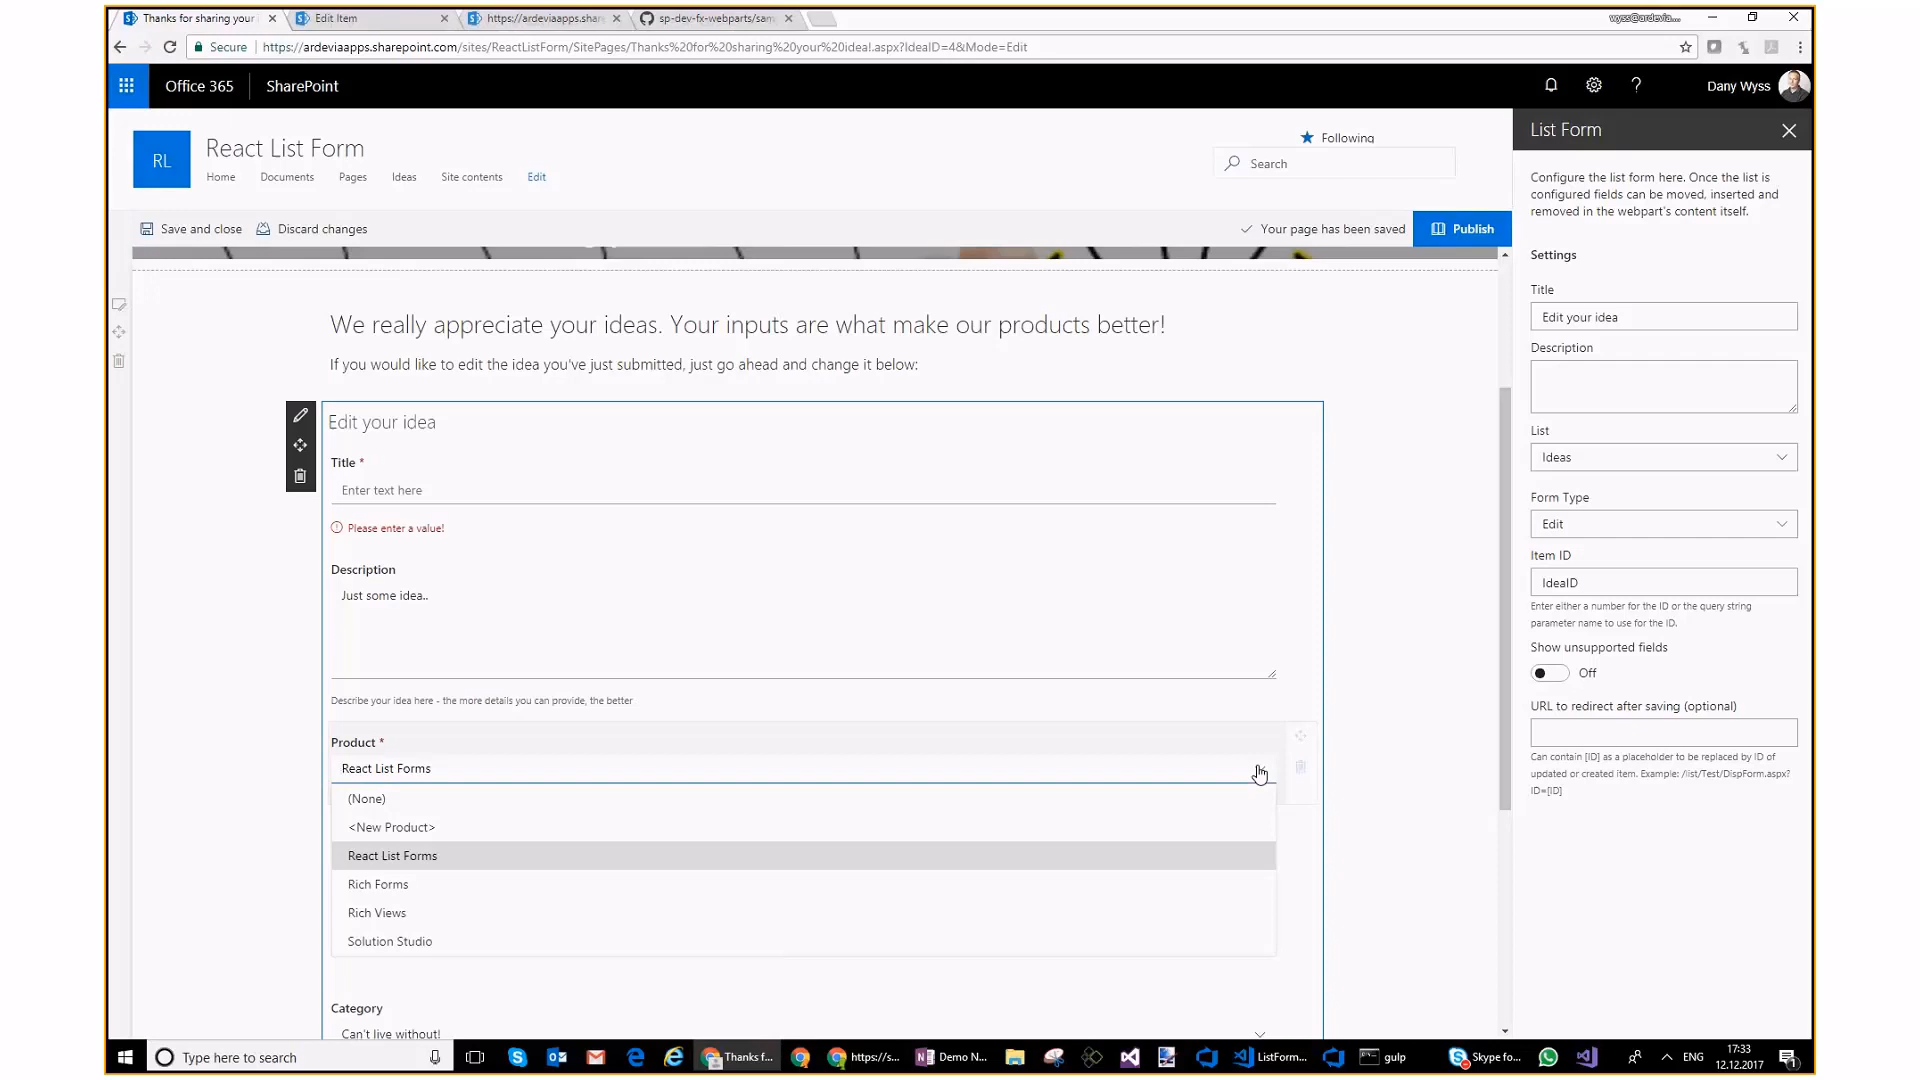 Thanks for sharing your
Edit Item
https://ardeviaapps.shar
sp-dev-fx-webparts/sam
wyss@ardevia....
Secure
https://ardeviaapps.sharepoint.com/sites/ReactListForm/SitePages/Thanks%20for%20sharing%20your%20idea!.aspx?IdeaID=4&Mode=Edit
Office 365
SharePoint
Dany Wyss
RL
React List Form
Following
Search
Home
Documents
Pages
Ideas
Site contents
Edit
Save and close
Discard changes
Your page has been saved
Publish
We really appreciate your ideas. Your inputs are what make our products better!
If you would like to edit the idea you've just submitted, just go ahead and change it below:
Edit your idea
Title *
Enter text here
Please enter a value!
Description
Just some idea..
Describe your idea here - the more details you can provide, the better
Product *
React List Forms
(None)
<New Product>
React List Forms
Rich Forms
Rich Views
Solution Studio
Category
Can't live without!
List Form
Configure the list form here. Once the list is
configured fields can be moved, inserted and
removed in the webpart's content itself.
Settings
Title
Edit your idea
Description
List
Ideas
Form Type
Edit
Item ID
IdeaID
Enter either a number for the ID or the query string
parameter name to use for the ID.
Show unsupported fields
Off
URL to redirect after saving (optional)
Can contain [ID] as a placeholder to be replaced by ID of
updated or created item. Example: /list/Test/DispForm.aspx?
ID=[ID]
Type here to search
Thanks f...
https://s...
Demo N...
ListForm...
gulp
Skype fo...
ENG
17:33
12.12.2017
1